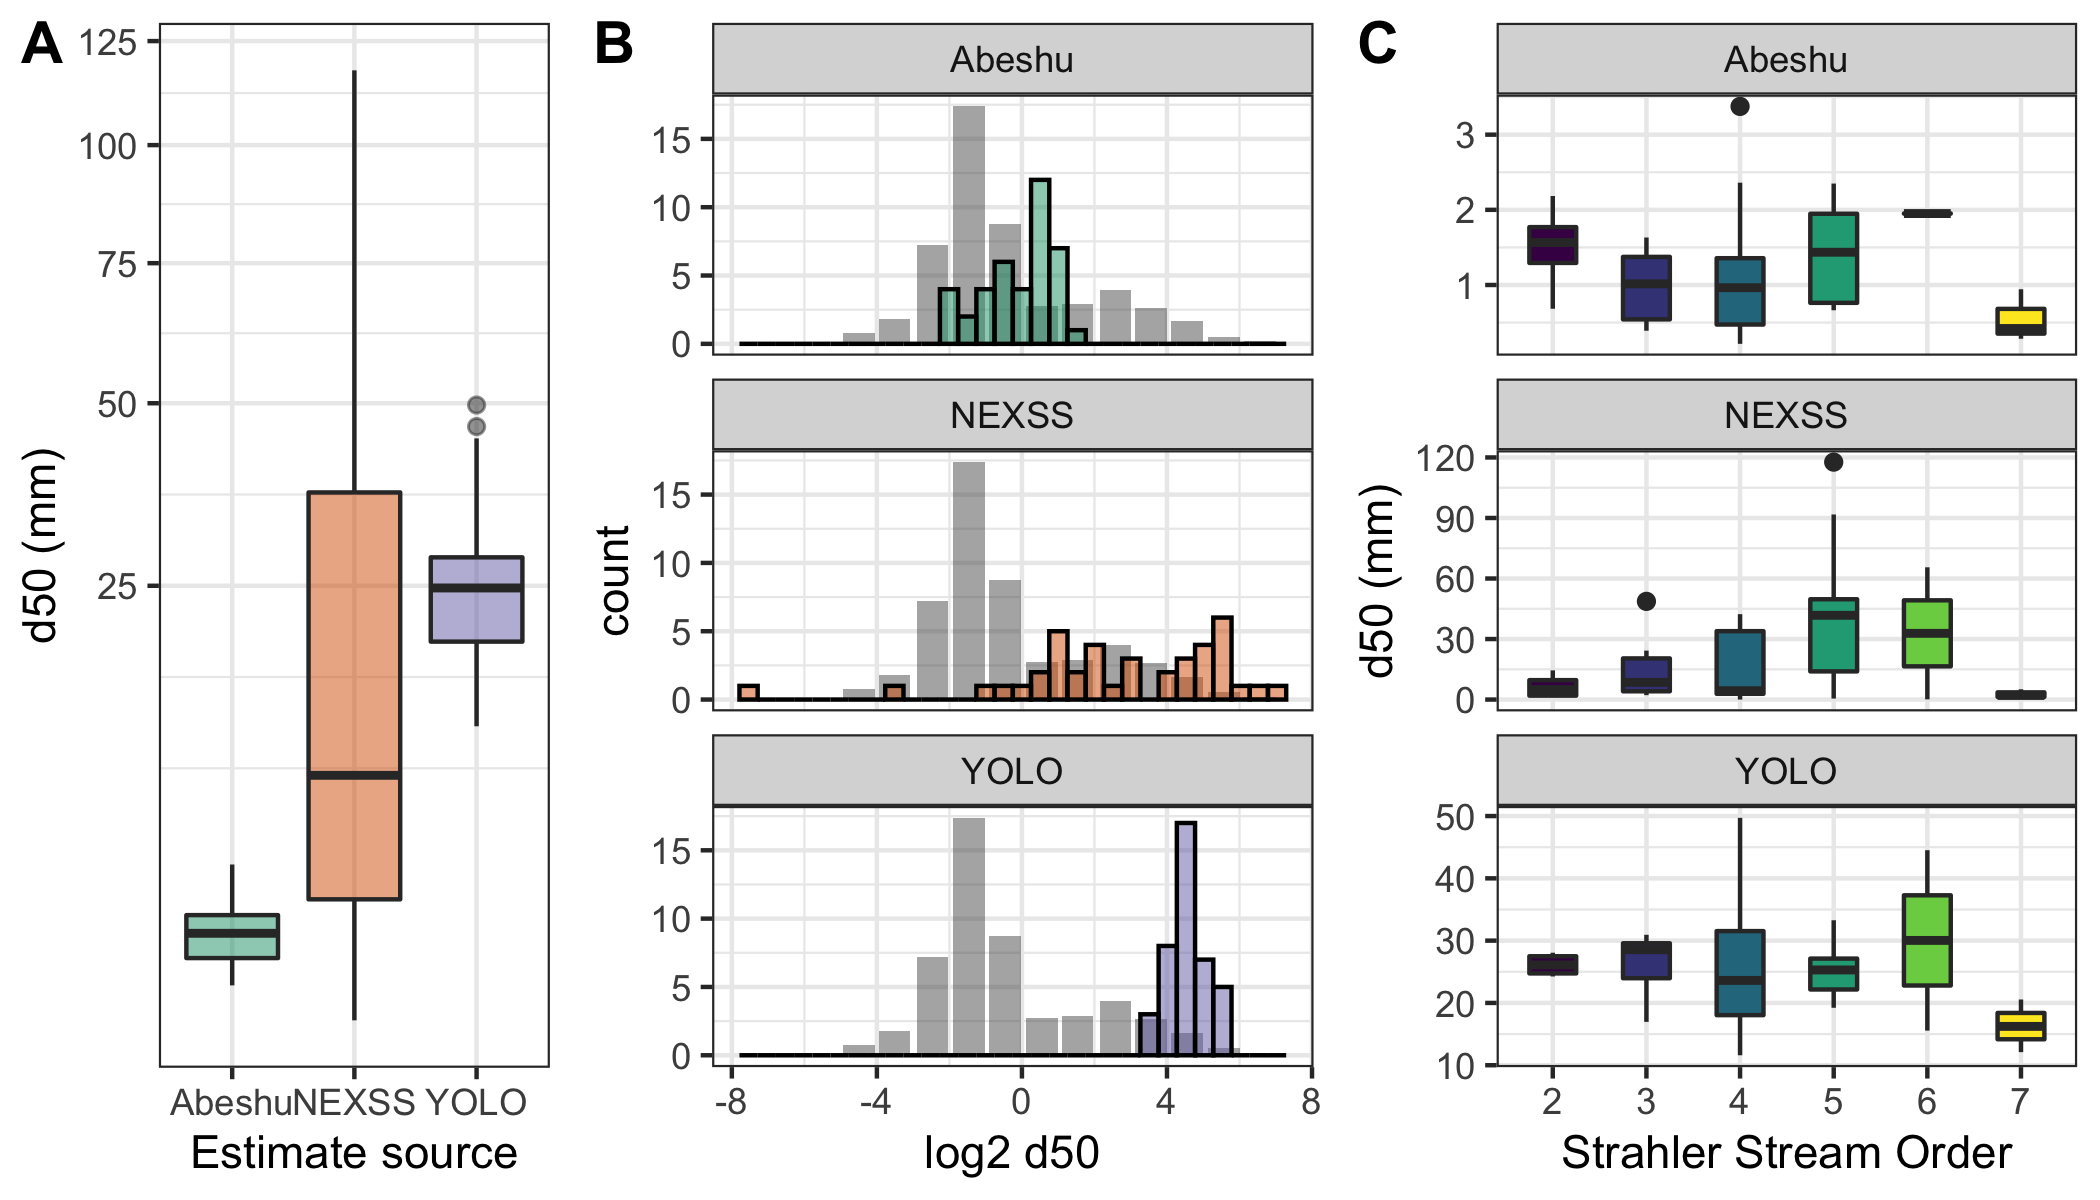 A
125
100
75
50
25
d50 (mm)
Abeshu NEXSS YOLO
Estimate source
B
Abeshu
15
10
5
0
NEXSS
15
10
5
0
count
YOLO
15
10
5
0
-8 -4 0 4 8
log2 d50
C
Abeshu
3
2
1
NEXSS
120
90
60
30
0
d50 (mm)
YOLO
50
40
30
20
10
2 3 4 5 6 7
Strahler Stream Order